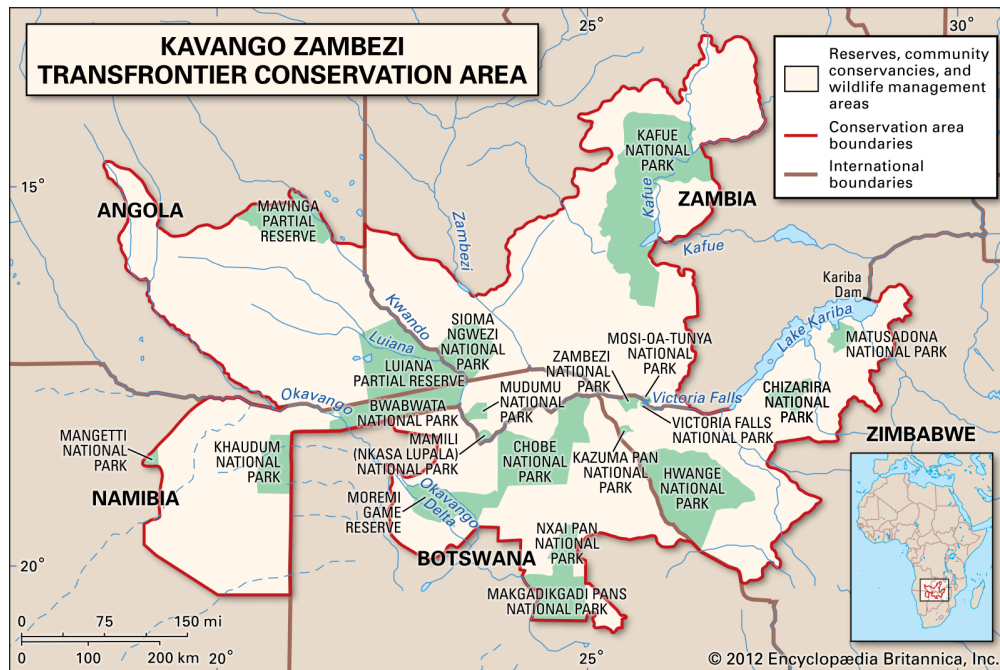 KAVANGO ZAMBEZI
TRANSFRONTIER CONSERVATION AREA
25
30
Reserves, community
conservancies, and
wildlife management
areas
Conservation area
boundaries
International
boundaries
15°
ANGOLA
MAVINGA
PARTIAL
RESERVE
Zambezi
KAFUE
NATIONAL
PARK
Kafue
ZAMBIA
Kafue
Kariba
Dam
Lake Kariba
MATUSADONA
NATIONAL PARK
Kwando
Luiana
SIOMA
NGWEZI
NATIONAL
PARK
LUIANA
PARTIAL RESERVE
MOSI-OA-TUNYA
NATIONAL
PARK
ZAMBEZI
NATIONAL
PARK
MUDUMU
NATIONAL
PARK
Okavango
BWABWATA
NATIONAL PARK
Victoria Falls
CHIZARIRA
NATIONAL
PARK
VICTORIA FALLS
NATIONAL PARK
ZIMBABWE
MANGETTI
NATIONAL
PARK
KHAUDUM
NATIONAL
PARK
MAMILI
(NKASA LUPALA)
NATIONAL PARK
CHOBE
NATIONAL
PARK
KAZUMA PAN
NATIONAL
PARK
HWANGE
NATIONAL
PARK
NAMIBIA
MOREMI
GAME
RESERVE
Okavango
Delta
BOTSWANA
NXAI PAN
NATIONAL
PARK
MAKGADIKGADI PANS
NATIONAL PARK
20°
0 75 150 mi
0 100 200 km
20°
25
© 2012 Encyclopædia Britannica, Inc.